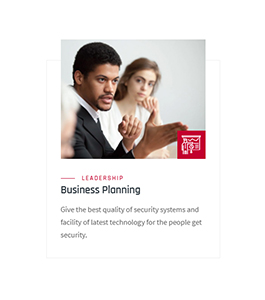 LEADERSHIP
Business Planning
Give the best quality of security systems and
facility of latest technology for the people get
security.